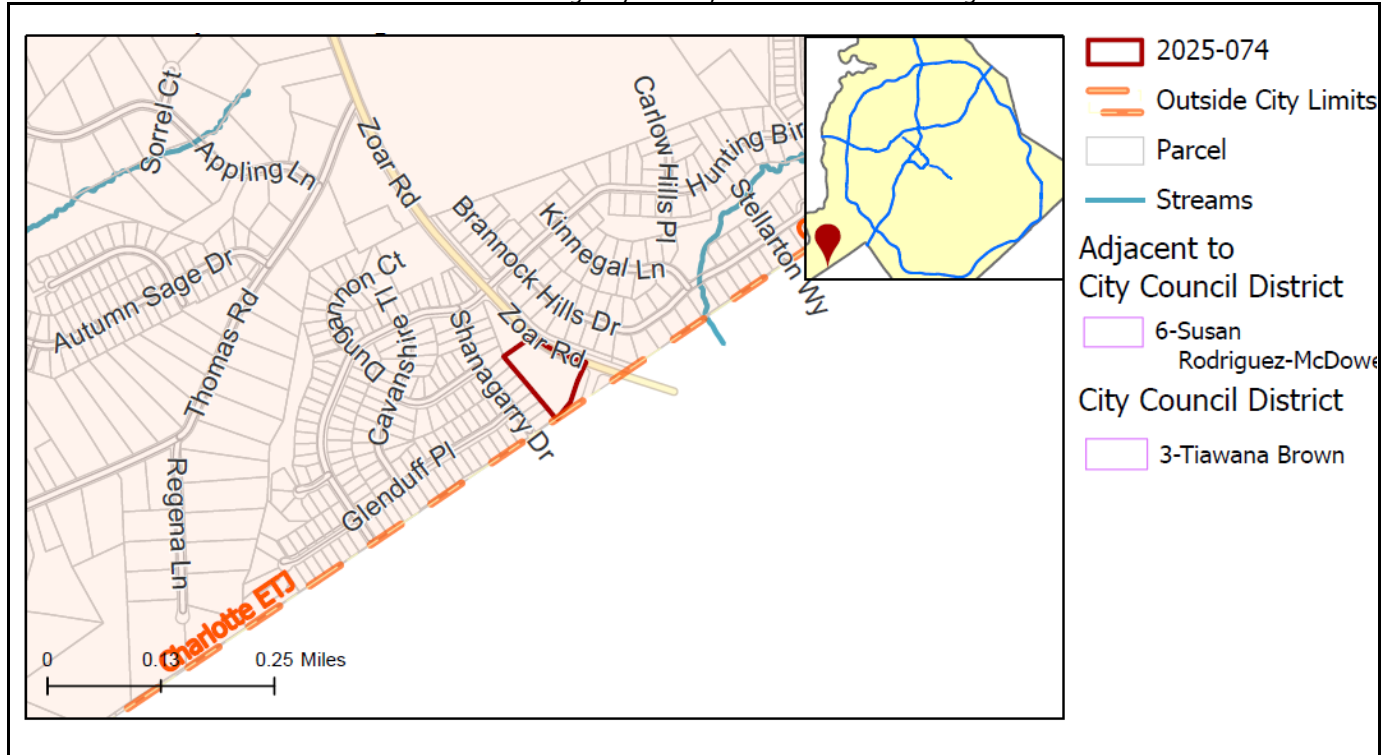 Sorrel Ct
Appling Ln
Zoar Rd
Carlow Hills Pl
Hunting Bir
Stellarton Wy
Brannock Hills Dr
Kinnegal Ln
Autumn Sage Dr
Thomas Rd
Dungannon Ct
Cavanshire Tl
Shanagarry Dr
Zoar Rd
Glenduff Pl
Regena Ln
Charlotte ETJ
0 0.13 0.25 Miles
2025-074
Outside City Limits
Parcel
Streams
Adjacent to
City Council District
6-Susan
Rodriguez-McDowe
City Council District
3-Tiawana Brown